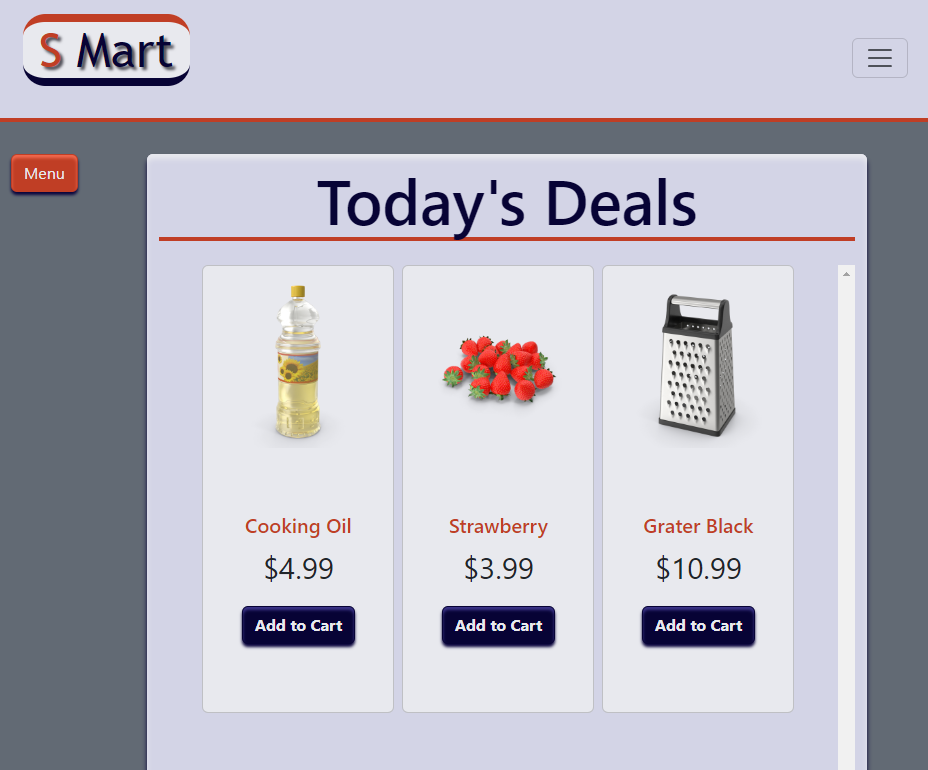 S Mart
Menu
Today's Deals
Cooking Oil
$4.99
Add to Cart
Strawberry
$3.99
Add to Cart
Grater Black
$10.99
Add to Cart